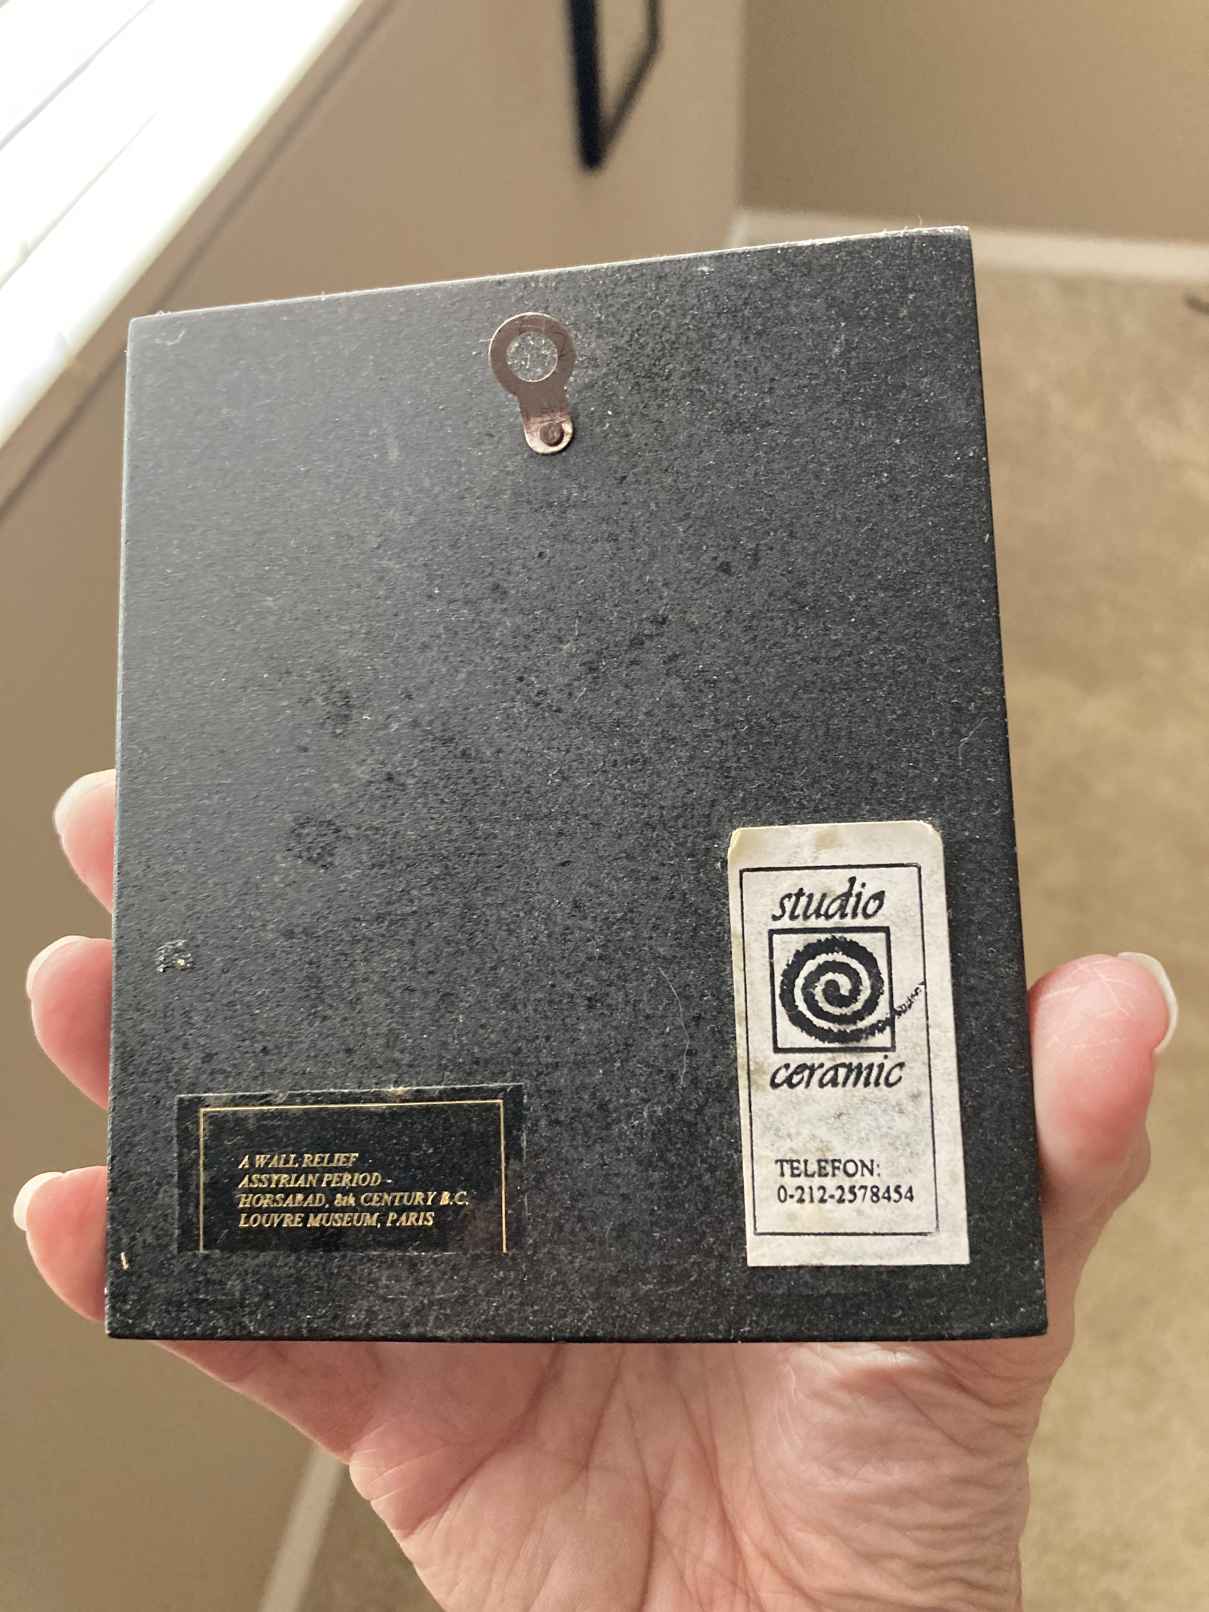 studio
ceramic
TELEFON:
0-212-2578454
A WALL RELIEF
ASSYRIAN PERIOD -
HORSABAD, 8th CENTURY B.C.
LOUVRE MUSEUM, PARIS